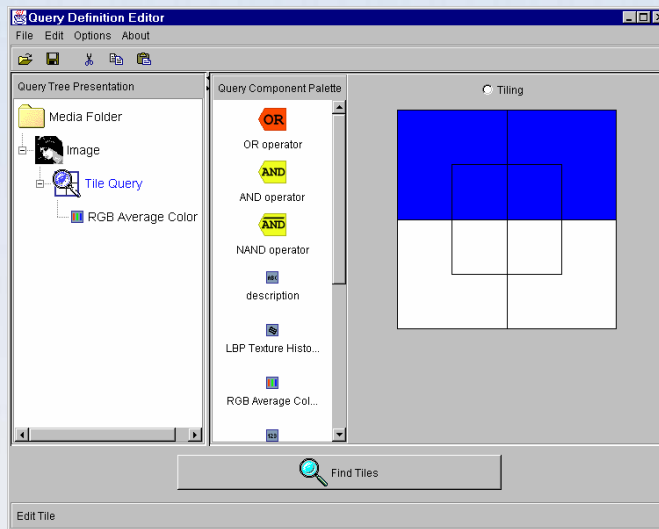 Query Definition Editor
File Edit Options About
Query Tree Presentation
Media Folder
Image
Tile Query
RGB Average Color
Query Component Palette
OR
OR operator
AND
AND operator
AND
NAND operator
ABC
description
LBP Texture Histo...
RGB Average Col...
123
Tiling
Find Tiles
Edit Tile